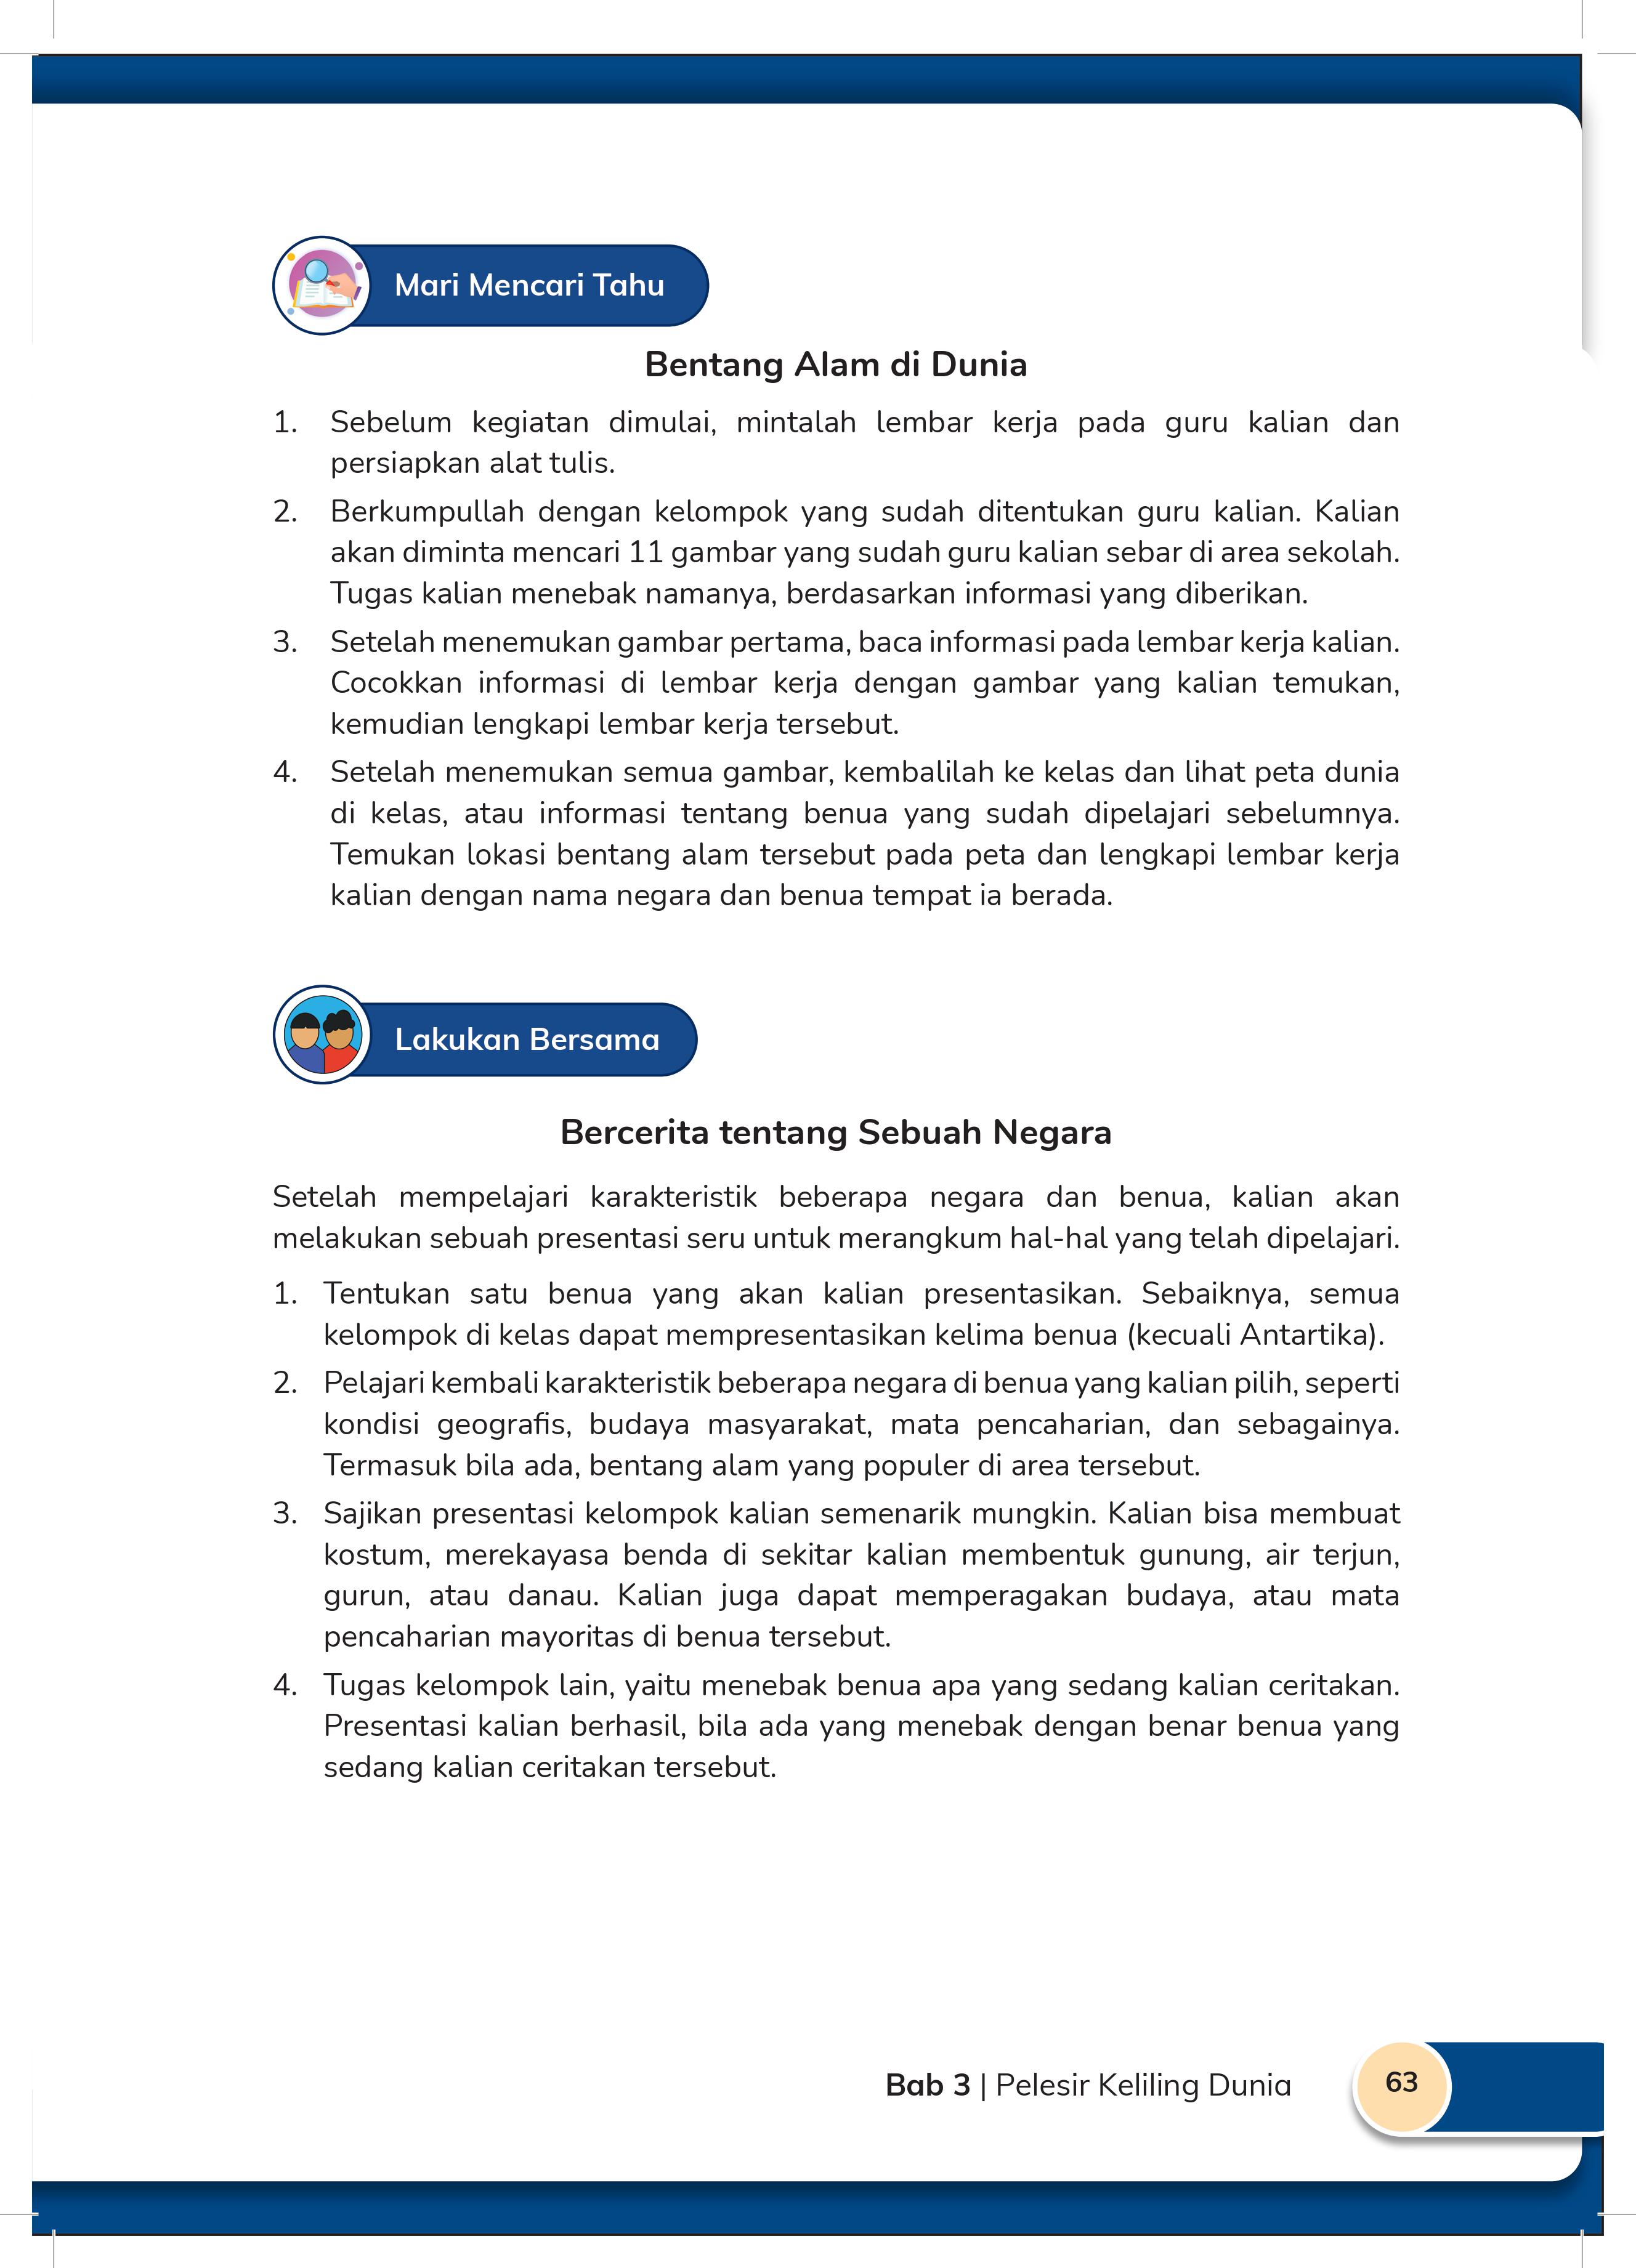 Mari Mencari Tahu
Bentang Alam di Dunia
1. Sebelum kegiatan dimulai, mintalah lembar kerja pada guru kalian dan
persiapkan alat tulis.
2. Berkumpullah dengan kelompok yang sudah ditentukan guru kalian. Kalian
akan diminta mencari 11 gambar yang sudah guru kalian sebar di area sekolah.
Tugas kalian menebak namanya, berdasarkan informasi yang diberikan.
3. Setelah menemukan gambar pertama, baca informasi pada lembar kerja kalian.
Cocokkan informasi di lembar kerja dengan gambar yang kalian temukan,
kemudian lengkapi lembar kerja tersebut.
4. Setelah menemukan semua gambar, kembalilah ke kelas dan lihat peta dunia
di kelas, atau informasi tentang benua yang sudah dipelajari sebelumnya.
Temukan lokasi bentang alam tersebut pada peta dan lengkapi lembar kerja
kalian dengan nama negara dan benua tempat ia berada.
Lakukan Bersama
Bercerita tentang Sebuah Negara
Setelah mempelajari karakteristik beberapa negara dan benua, kalian akan
melakukan sebuah presentasi seru untuk merangkum hal-hal yang telah dipelajari.
1. Tentukan satu benua yang akan kalian presentasikan. Sebaiknya, semua
kelompok di kelas dapat mempresentasikan kelima benua (kecuali Antartika).
2. Pelajari kembali karakteristik beberapa negara di benua yang kalian pilih, seperti
kondisi geografis, budaya masyarakat, mata pencaharian, dan sebagainya.
Termasuk bila ada, bentang alam yang populer di area tersebut.
3. Sajikan presentasi kelompok kalian semenarik mungkin. Kalian bisa membuat
kostum, merekayasa benda di sekitar kalian membentuk gunung, air terjun,
gurun, atau danau. Kalian juga dapat memperagakan budaya, atau mata
pencaharian mayoritas di benua tersebut.
4. Tugas kelompok lain, yaitu menebak benua apa yang sedang kalian ceritakan.
Presentasi kalian berhasil, bila ada yang menebak dengan benar benua yang
sedang kalian ceritakan tersebut.
Bab 3 | Pelesir Keliling Dunia
63